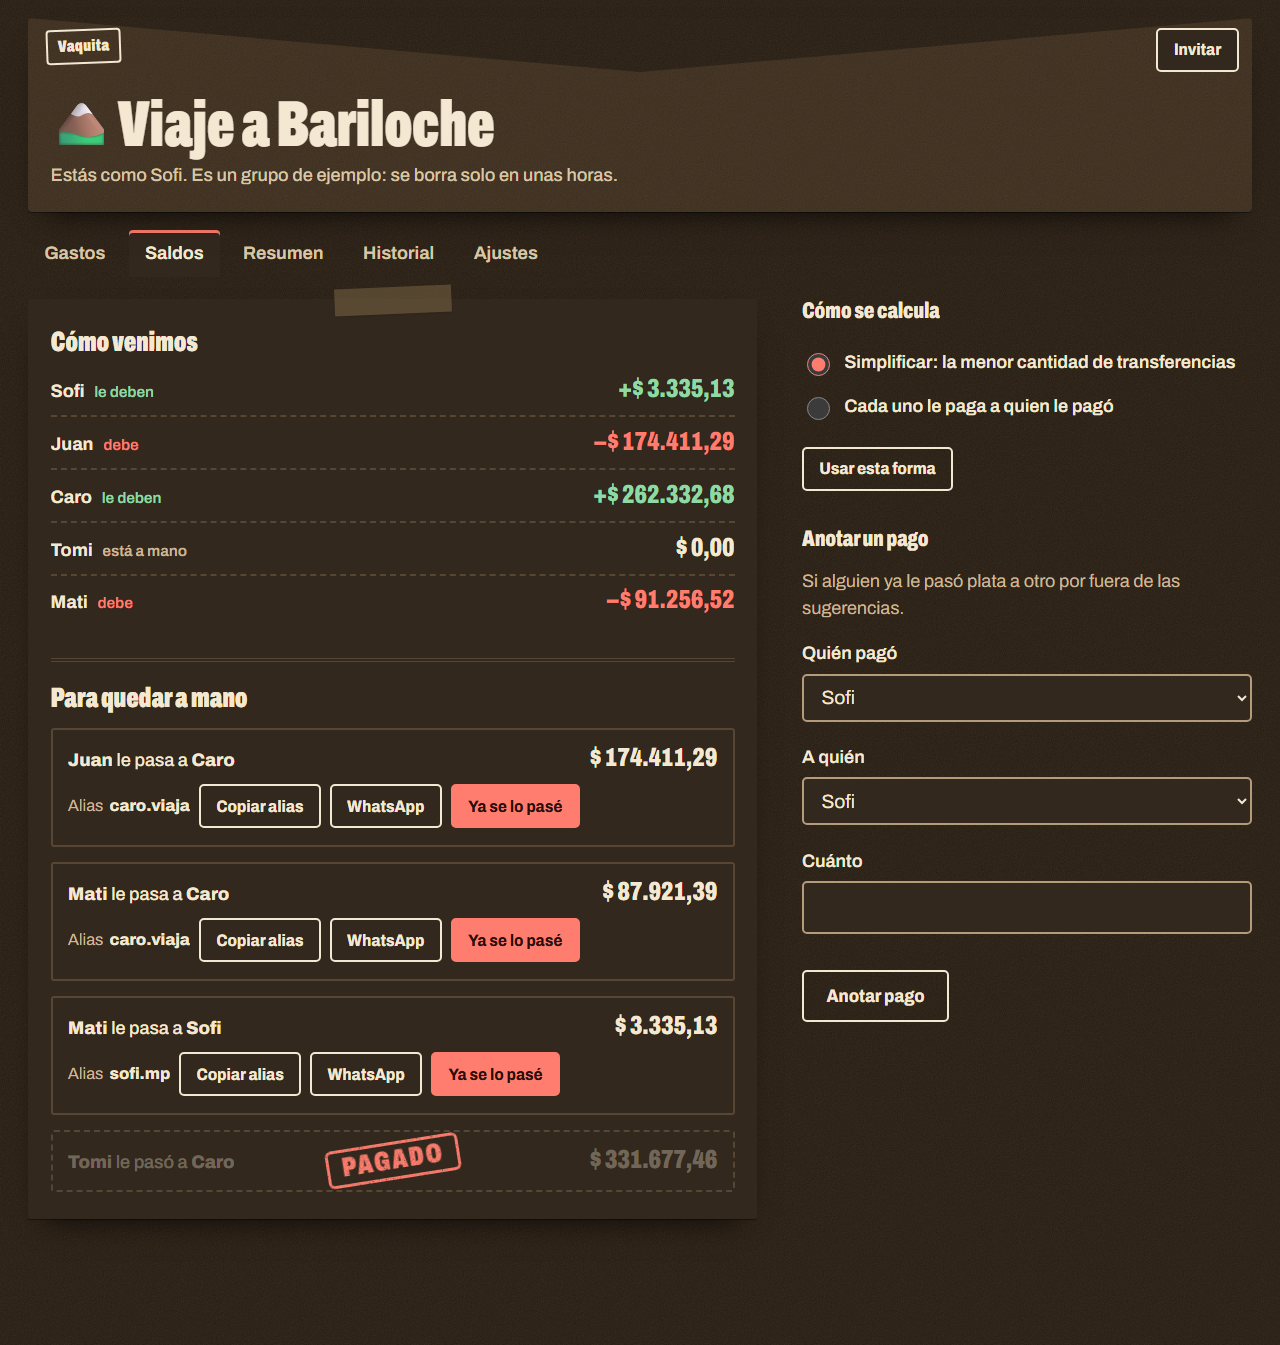 Vaquita
Invitar
Viaje a Bariloche
Estás como Sofi. Es un grupo de ejemplo: se borra solo en unas horas.
Gastos
Saldos
Resumen
Historial
Ajustes
Cómo venimos
Sofi le deben +$ 3.335,13
Juan debe −$ 174.411,29
Caro le deben +$ 262.332,68
Tomi está a mano $ 0,00
Mati debe −$ 91.256,52
Para quedar a mano
Juan le pasa a Caro $ 174.411,29
Alias caro.viaja Copiar alias WhatsApp Ya se lo pasé
Mati le pasa a Caro $ 87.921,39
Alias caro.viaja Copiar alias WhatsApp Ya se lo pasé
Mati le pasa a Sofi $ 3.335,13
Alias sofi.mp Copiar alias WhatsApp Ya se lo pasé
Tomi le pasó a Caro PAGADO $ 331.677,46
Cómo se calcula
Simplificar: la menor cantidad de transferencias
Cada uno le paga a quien le pagó
Usar esta forma
Anotar un pago
Si alguien ya le pasó plata a otro por fuera de las
sugerencias.
Quién pagó
Sofi
A quién
Sofi
Cuánto
Anotar pago